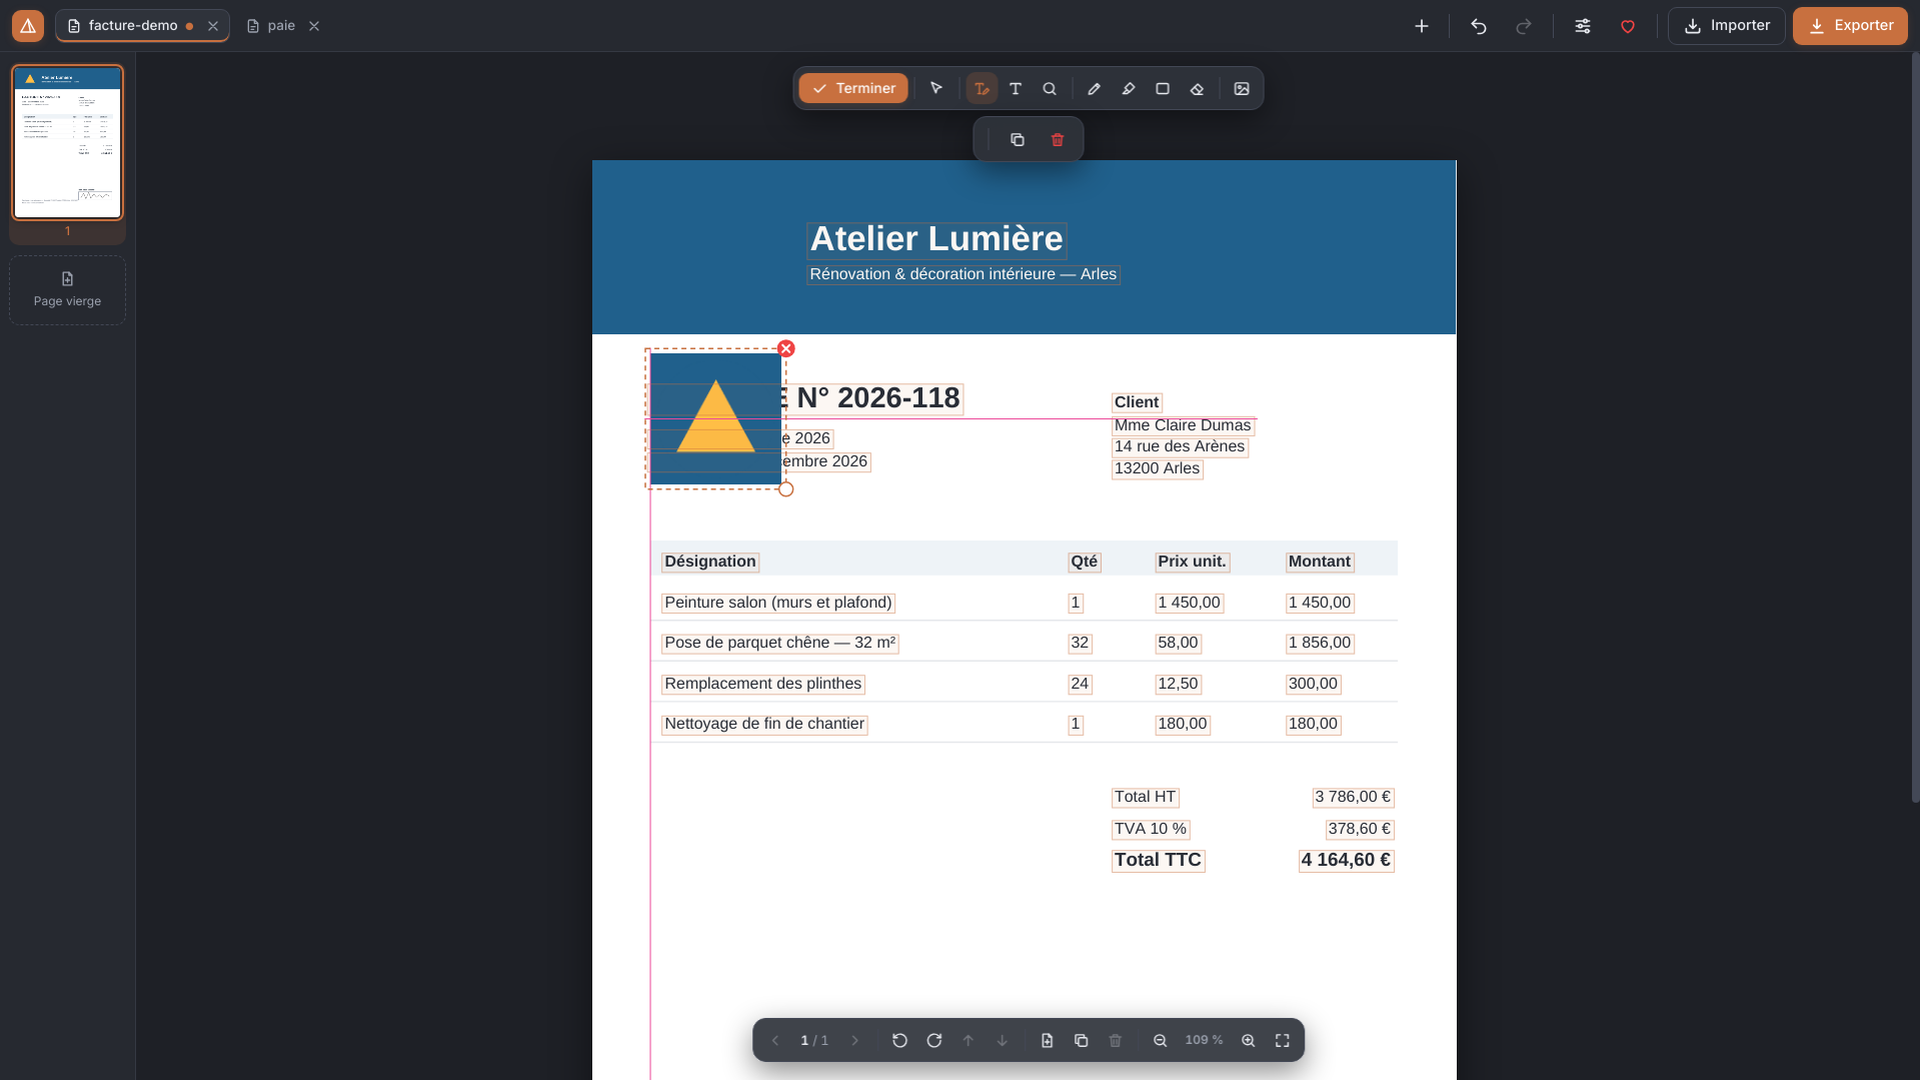 facture-demo
paie
Importer
Exporter
Terminer
1
Page vierge
Atelier Lumière
Rénovation & décoration intérieure — Arles
N° 2026-118
2026
2026
Client
Mme Claire Dumas
14 rue des Arènes
13200 Arles
Désignation Qté Prix unit. Montant
Peinture salon (murs et plafond) 1 1 450,00 1 450,00
Pose de parquet chêne — 32 m² 32 58,00 1 856,00
Remplacement des plinthes 24 12,50 300,00
Nettoyage de fin de chantier 1 180,00 180,00
Total HT 3 786,00 €
TVA 10 % 378,60 €
Total TTC 4 164,60 €
1 / 1
109 %